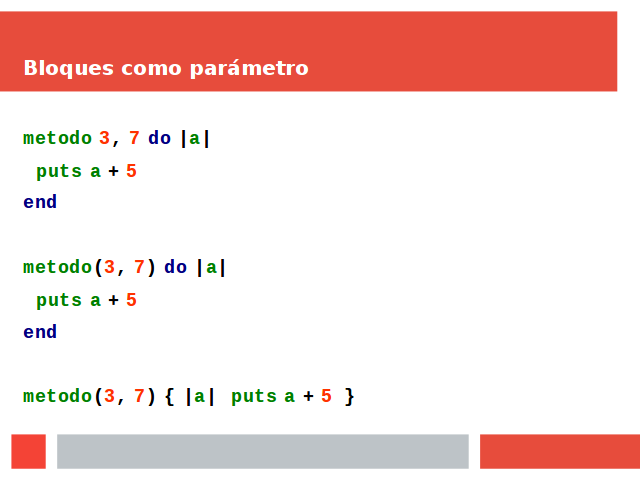 Bloques como parámetro
metodo 3, 7 do |a|
puts a + 5
end
metodo(3, 7) do |a|
puts a + 5
end
metodo(3, 7) { |a| puts a + 5 }